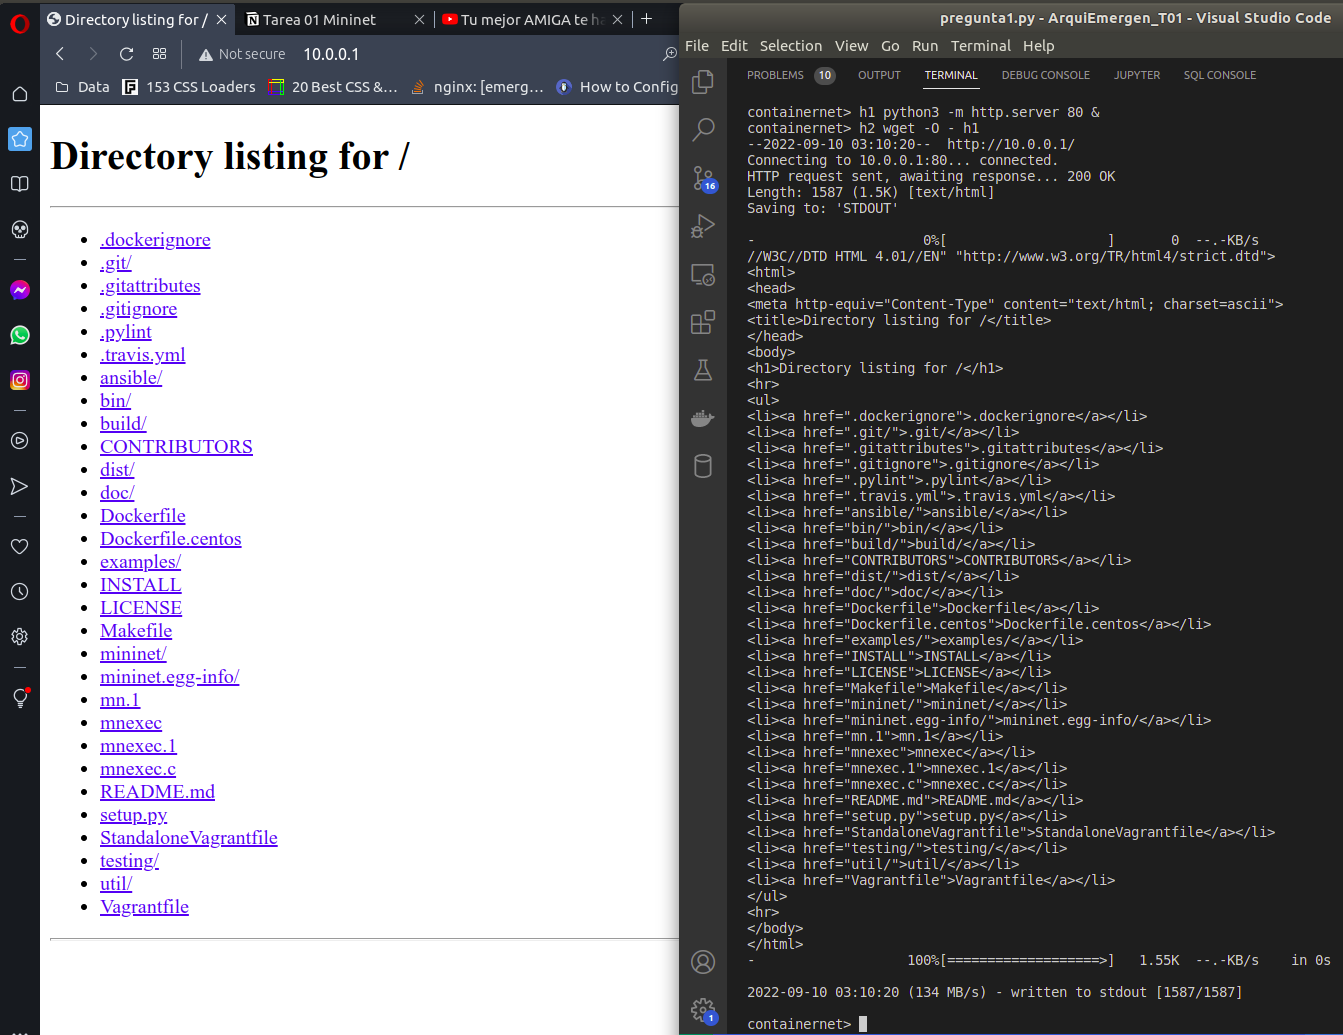 Directory listing for /
Tarea 01 Mininet
Tu mejor AMIGA te ha
Not secure 10.0.0.1
Data
153 CSS Loaders
20 Best CSS &...
nginx: [emerg...
How to Config
Directory listing for /
.dockerignore
.git/
.gitattributes
.gitignore
.pylint
.travis.yml
ansible/
bin/
build/
CONTRIBUTORS
dist/
doc/
Dockerfile
Dockerfile.centos
examples/
INSTALL
LICENSE
Makefile
mininet/
mininet.egg-info/
mn.1
mnexec
mnexec.1
mnexec.c
README.md
setup.py
StandaloneVagrantfile
testing/
util/
Vagrantfile
pregunta1.py - ArquiEmergen_T01 - Visual Studio Code
File Edit Selection View Go Run Terminal Help
PROBLEMS 10 OUTPUT TERMINAL DEBUG CONSOLE JUPYTER SQL CONSOLE
16
1
containernet> h1 python3 -m http.server 80 &
containernet> h2 wget -O - h1
--2022-09-10 03:10:20--  http://10.0.0.1/
Connecting to 10.0.0.1:80... connected.
HTTP request sent, awaiting response... 200 OK
Length: 1587 (1.5K) [text/html]
Saving to: 'STDOUT'
-                     0%[                    ]       0  --.-KB/s
//W3C//DTD HTML 4.01//EN" "http://www.w3.org/TR/html4/strict.dtd">
<html>
<head>
<meta http-equiv="Content-Type" content="text/html; charset=ascii">
<title>Directory listing for /</title>
</head>
<body>
<h1>Directory listing for /</h1>
<hr>
<ul>
<li><a href=".dockerignore">.dockerignore</a></li>
<li><a href=".git/">.git/</a></li>
<li><a href=".gitattributes">.gitattributes</a></li>
<li><a href=".gitignore">.gitignore</a></li>
<li><a href=".pylint">.pylint</a></li>
<li><a href=".travis.yml">.travis.yml</a></li>
<li><a href="ansible/">ansible/</a></li>
<li><a href="bin/">bin/</a></li>
<li><a href="build/">build/</a></li>
<li><a href="CONTRIBUTORS">CONTRIBUTORS</a></li>
<li><a href="dist/">dist/</a></li>
<li><a href="doc/">doc/</a></li>
<li><a href="Dockerfile">Dockerfile</a></li>
<li><a href="Dockerfile.centos">Dockerfile.centos</a></li>
<li><a href="examples/">examples/</a></li>
<li><a href="INSTALL">INSTALL</a></li>
<li><a href="LICENSE">LICENSE</a></li>
<li><a href="Makefile">Makefile</a></li>
<li><a href="mininet/">mininet/</a></li>
<li><a href="mininet.egg-info/">mininet.egg-info/</a></li>
<li><a href="mn.1">mn.1</a></li>
<li><a href="mnexec">mnexec</a></li>
<li><a href="mnexec.1">mnexec.1</a></li>
<li><a href="mnexec.c">mnexec.c</a></li>
<li><a href="README.md">README.md</a></li>
<li><a href="setup.py">setup.py</a></li>
<li><a href="StandaloneVagrantfile">StandaloneVagrantfile</a></li>
<li><a href="testing/">testing/</a></li>
<li><a href="util/">util/</a></li>
<li><a href="Vagrantfile">Vagrantfile</a></li>
</ul>
<hr>
</body>
</html>
-                   100%[===================>]   1.55K  --.-KB/s    in 0s
2022-09-10 03:10:20 (134 MB/s) - written to stdout [1587/1587]
containernet>